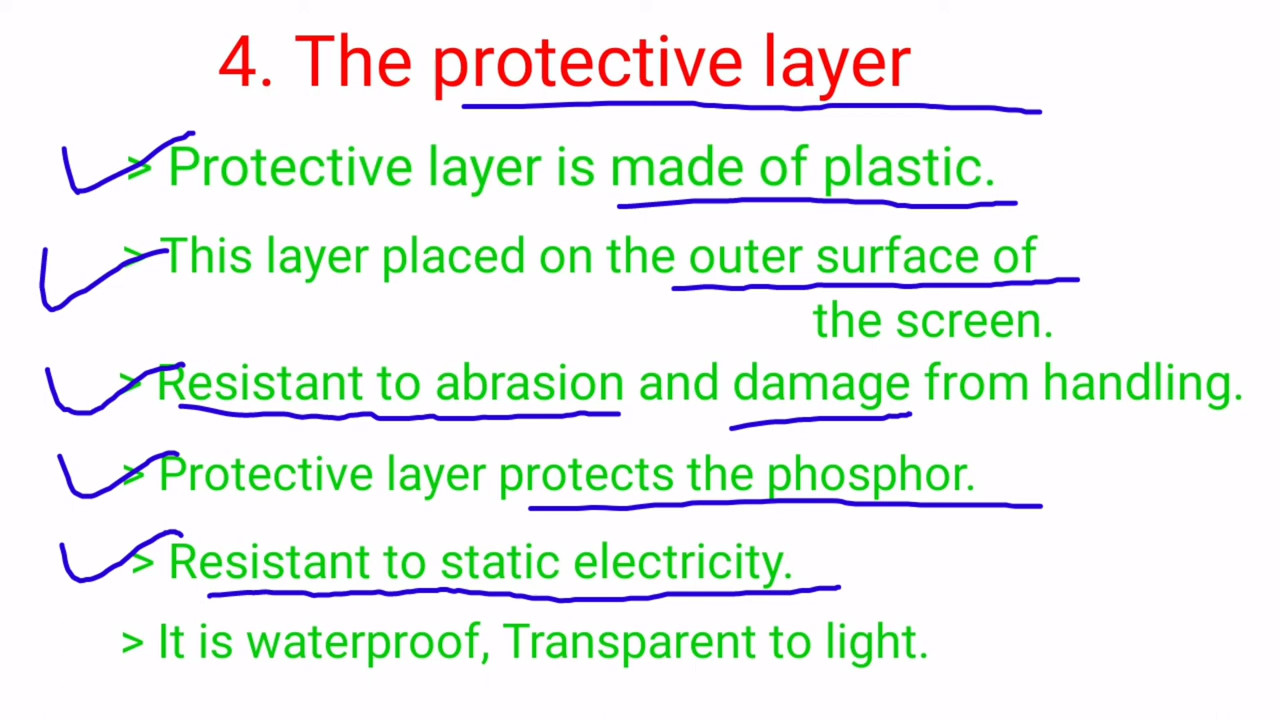 4. The protective layer
> Protective layer is made of plastic.
> This layer placed on the outer surface of
the screen.
> Resistant to abrasion and damage from handling.
> Protective layer protects the phosphor.
> Resistant to static electricity.
> It is waterproof, Transparent to light.